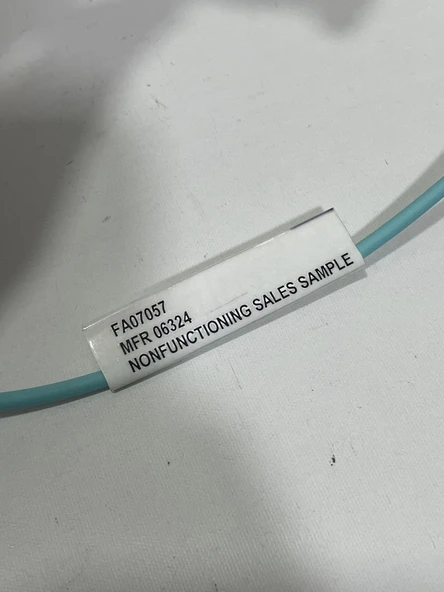 FA07057
MFR 06324
NONFUNCTIONING SALES SAMPLE